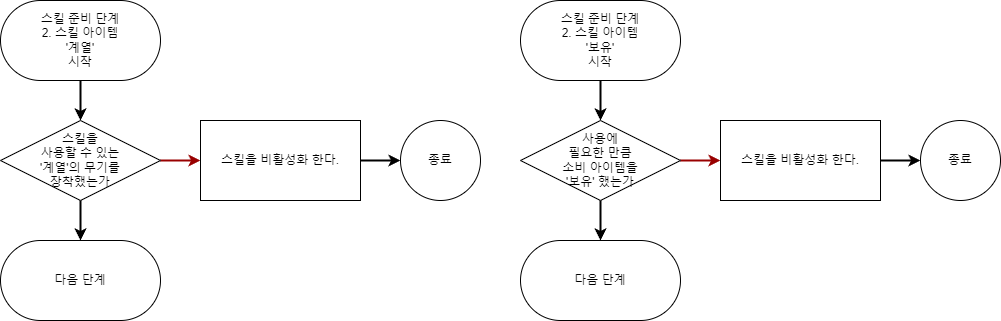 스킬 준비 단계
2. 스킬 아이템
'계열'
시작
스킬을
사용할 수 있는
'계열'의 무기를
장착했는가
스킬을 비활성화 한다.
종료
다음 단계
스킬 준비 단계
2. 스킬 아이템
'보유'
시작
사용에
필요한 만큼
소비 아이템을
'보유' 했는가
스킬을 비활성화 한다.
종료
다음 단계